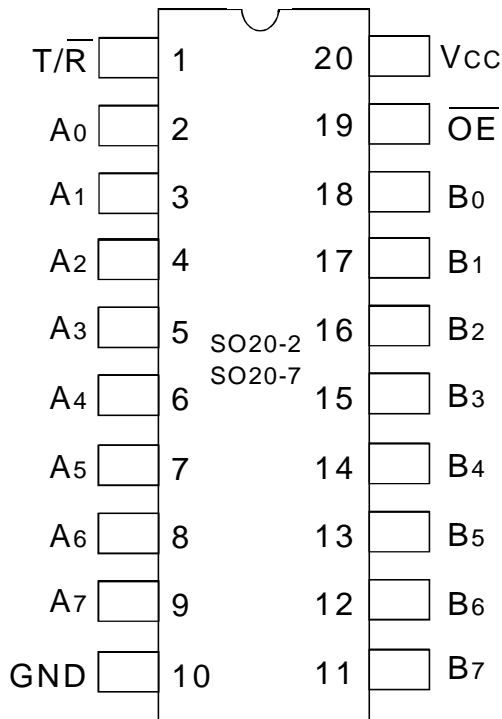 T/R̅ 1 20 VCC
A0 2 19 O̅E̅
A1 3 18 B0
A2 4 17 B1
A3 5 16 B2
SO20-2
SO20-7
A4 6 15 B3
A5 7 14 B4
A6 8 13 B5
A7 9 12 B6
GND 10 11 B7